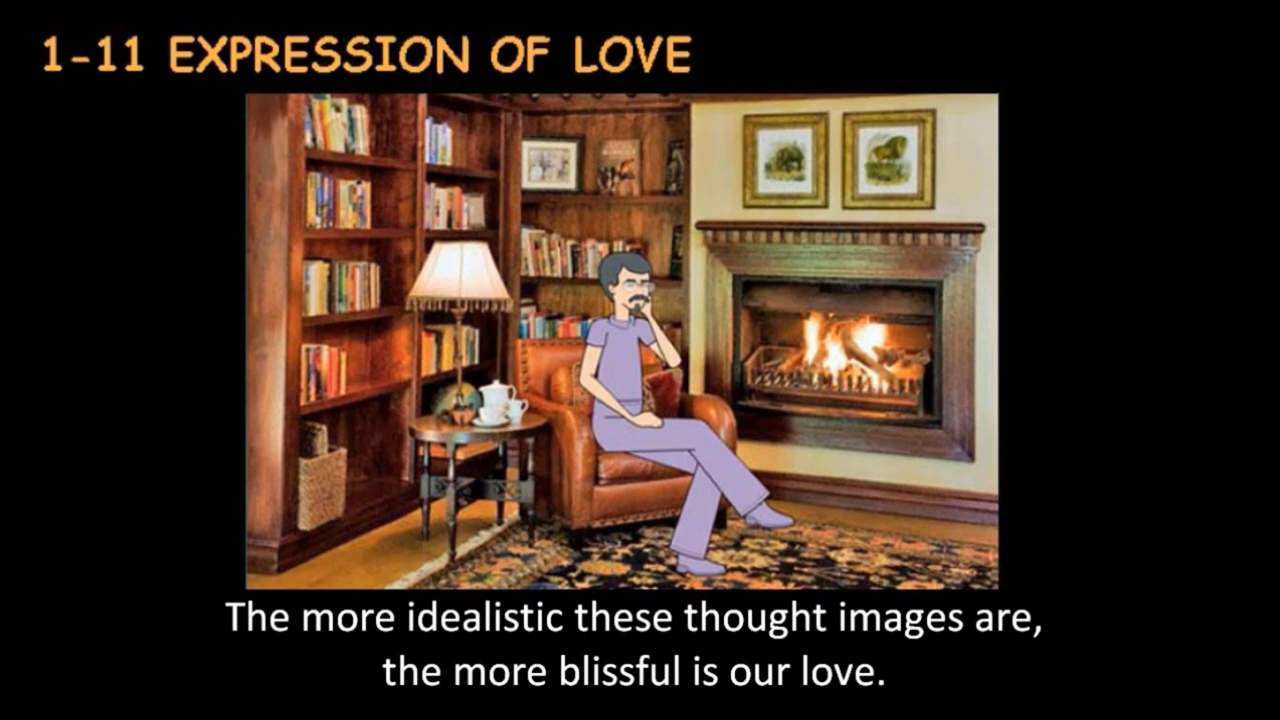 1-11 EXPRESSION OF LOVE
The more idealistic these thought images are,
the more blissful is our love.